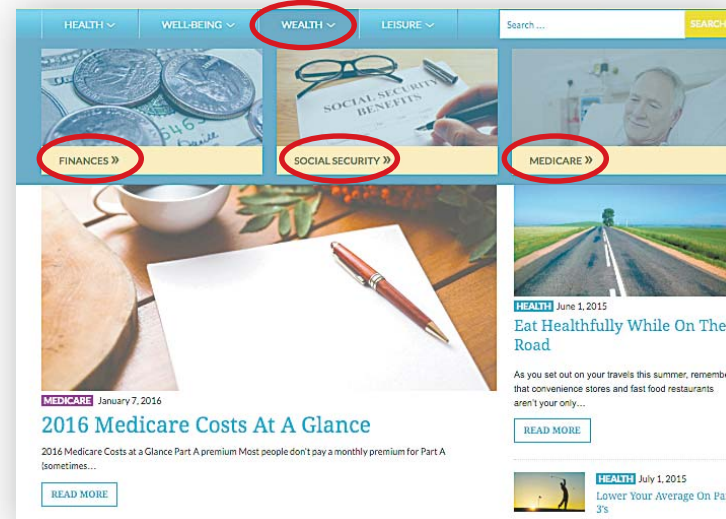 HEALTH
WELL-BEING
WEALTH
LEISURE
Search ...
SEARCH
SOCIAL SECURITY
BENEFITS
FINANCES »
SOCIAL SECURITY »
MEDICARE »
MEDICARE January 7, 2016
2016 Medicare Costs At A Glance
2016 Medicare Costs at a Glance Part A premium Most people don't pay a monthly premium for Part A
(sometimes…
READ MORE
HEALTH June 1, 2015
Eat Healthfully While On The
Road
As you set out on your travels this summer, remembe
that convenience stores and fast food restaurants
aren't your only…
READ MORE
HEALTH July 1, 2015
Lower Your Average On Pa
3's